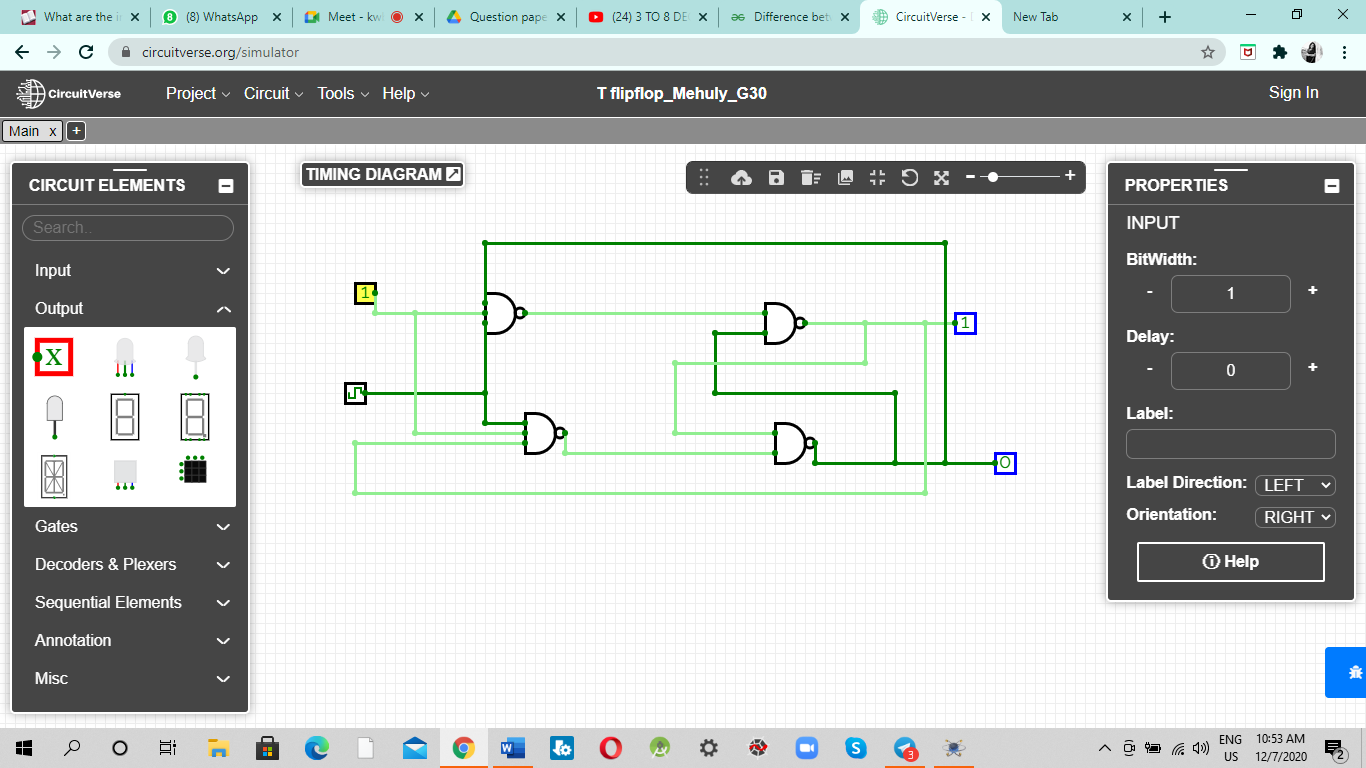 What are the i
(8) WhatsApp
Meet - kw
Question pape
(24) 3 TO 8 DE
Difference bet
CircuitVerse -
New Tab
circuitverse.org/simulator
CircuitVerse
Project
Circuit
Tools
Help
T flipflop_Mehuly_G30
Sign In
Main x +
CIRCUIT ELEMENTS
Search..
Input
Output
X
Gates
Decoders & Plexers
Sequential Elements
Annotation
Misc
TIMING DIAGRAM
1
1
0
PROPERTIES
INPUT
BitWidth:
- 1 +
Delay:
- 0 +
Label:
Label Direction: LEFT
Orientation: RIGHT
Help
ENG
US
10:53 AM
12/7/2020
3
2